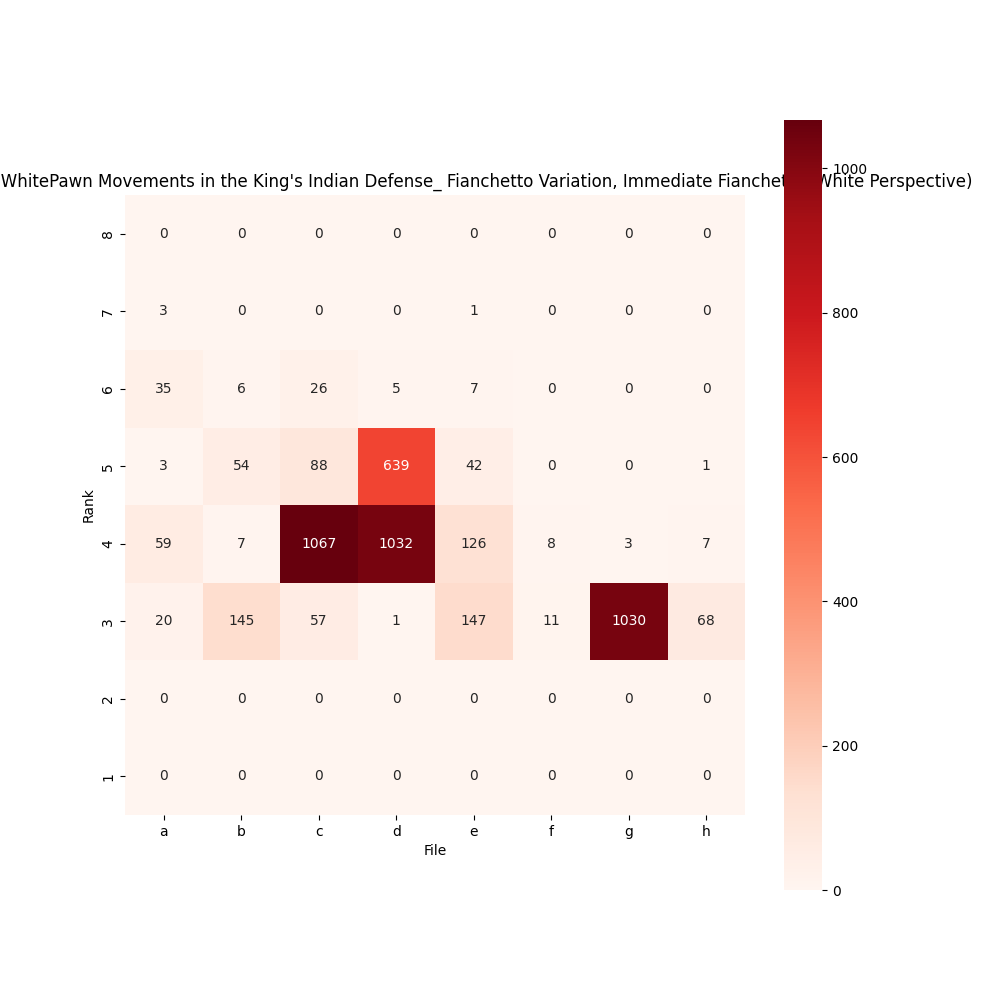 WhitePawn Movements in the King's Indian Defense_ Fianchetto Variation, Immediate Fianchet White Perspective)
1000
8 0 0 0 0 0 0 0 0
7 3 0 0 0 1 0 0 0
800
6 35 6 26 5 7 0 0 0
5 3 54 88 639 42 0 0 1
600
Rank
4 59 7 1067 1032 126 8 3 7
400
3 20 145 57 1 147 11 1030 68
2 0 0 0 0 0 0 0 0
200
1 0 0 0 0 0 0 0 0
a b c d e f g h
File
0